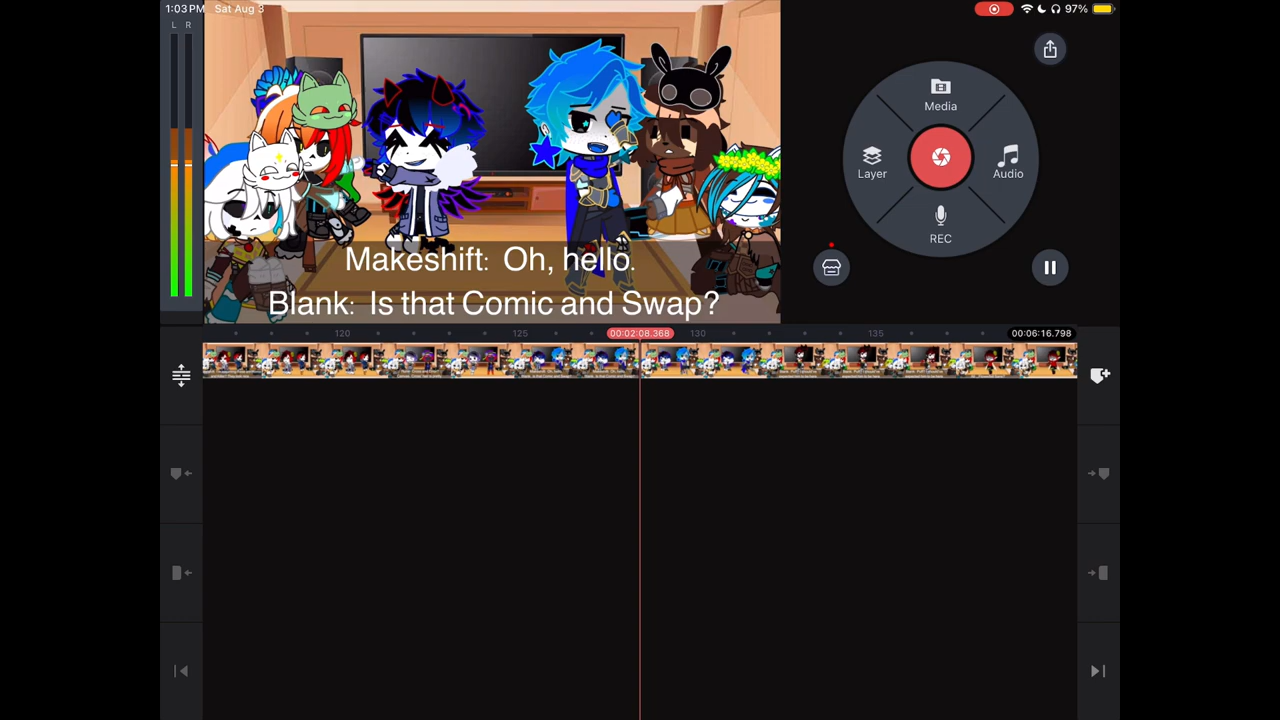 1:03 PM Sat Aug 3
97%
L R
Media
Layer
Audio
REC
Makeshift: Oh, hello.
Blank: Is that Comic and Swap?
120
125
00:02:08.368
130
135
00:06:16.798